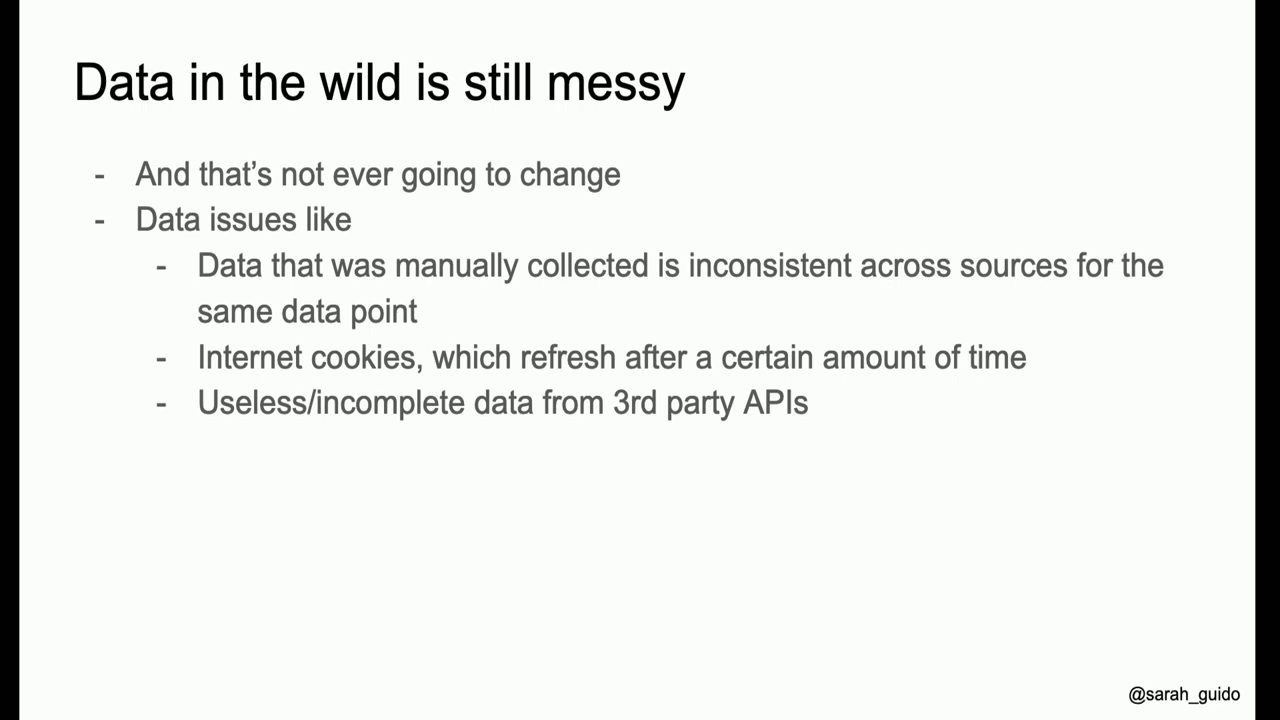 Data in the wild is still messy
- And that’s not ever going to change
- Data issues like
- Data that was manually collected is inconsistent across sources for the
same data point
- Internet cookies, which refresh after a certain amount of time
- Useless/incomplete data from 3rd party APIs
@sarah_guido